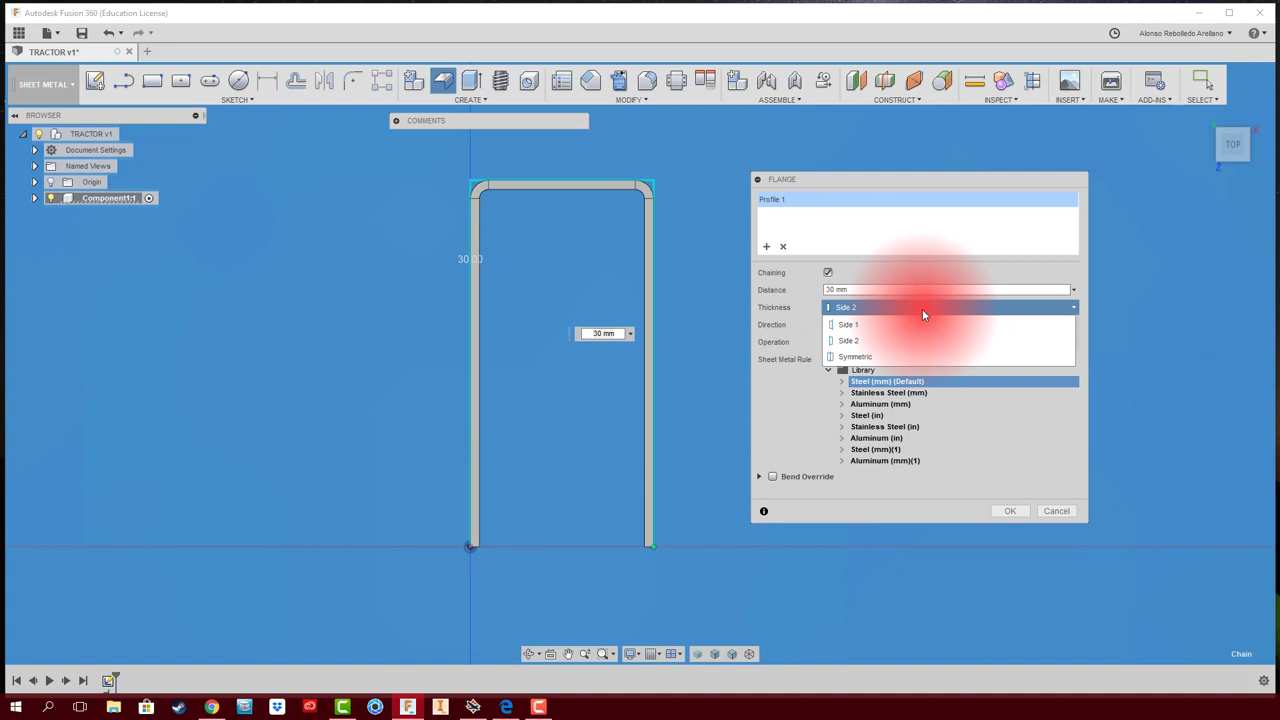 Autodesk Fusion 360 (Education License)
Alonso Rebolledo Arellano
TRACTOR v1*
SHEET METAL
SKETCH
CREATE
MODIFY
ASSEMBLE
CONSTRUCT
INSPECT
INSERT
MAKE
ADD-INS
SELECT
BROWSER
COMMENTS
TRACTOR v1
Document Settings
Named Views
Origin
Component1:1
TOP
Z
30.00
30 mm
FLANGE
Profile 1
Chaining
Distance 30 mm
Thickness Side 2
Direction Side 1
Side 2
Operation
Symmetric
Sheet Metal Rule
Library
Steel (mm) (Default)
Stainless Steel (mm)
Aluminum (mm)
Steel (in)
Stainless Steel (in)
Aluminum (in)
Steel (mm)(1)
Aluminum (mm)(1)
Bend Override
OK Cancel
Chain